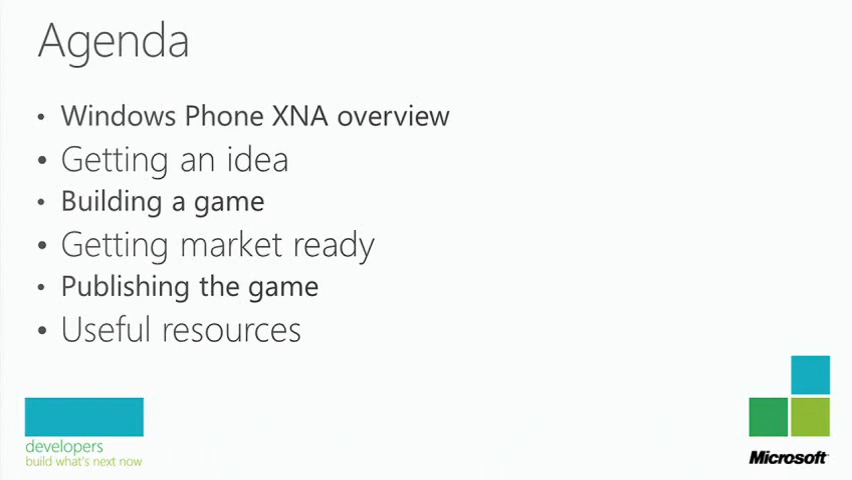 Agenda
• Windows Phone XNA overview
• Getting an idea
• Building a game
• Getting market ready
• Publishing the game
• Useful resources
developers
build what's next now
Microsoft